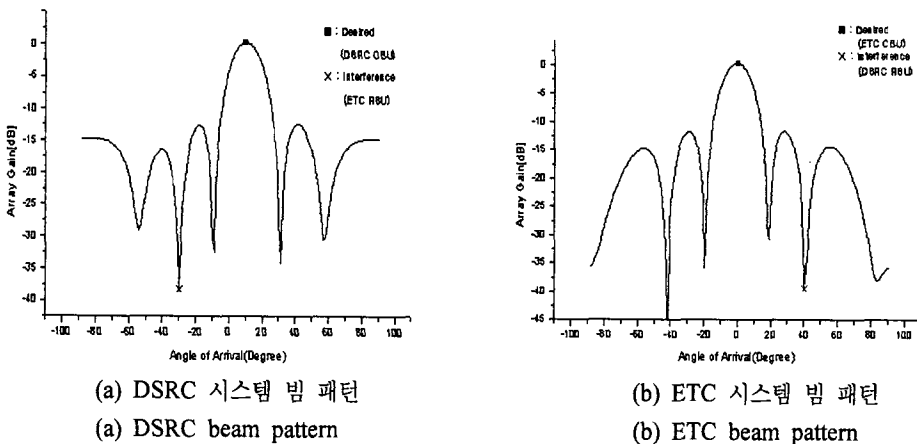 ■ : Desired
(DSRC OBU)
× : Interference
(ETC RSU)
0
-5
-10
-15
-20
-25
-30
-35
-40
Array Gain[dB]
-100 -80 -60 -40 -20 0 20 40 60 80 100
Angle of Arrival(Degree)
(a) DSRC 시스템 빔 패턴
(a) DSRC beam pattern
■ : Desired
(ETC OBU)
× : Interference
(DSRC RSU)
0
-5
-10
-15
-20
-25
-30
-35
-40
-45
Array Gain[dB]
-100 -80 -60 -40 -20 0 20 40 60 80 100
Angle of Arrival(Degree)
(b) ETC 시스템 빔 패턴
(b) ETC beam pattern